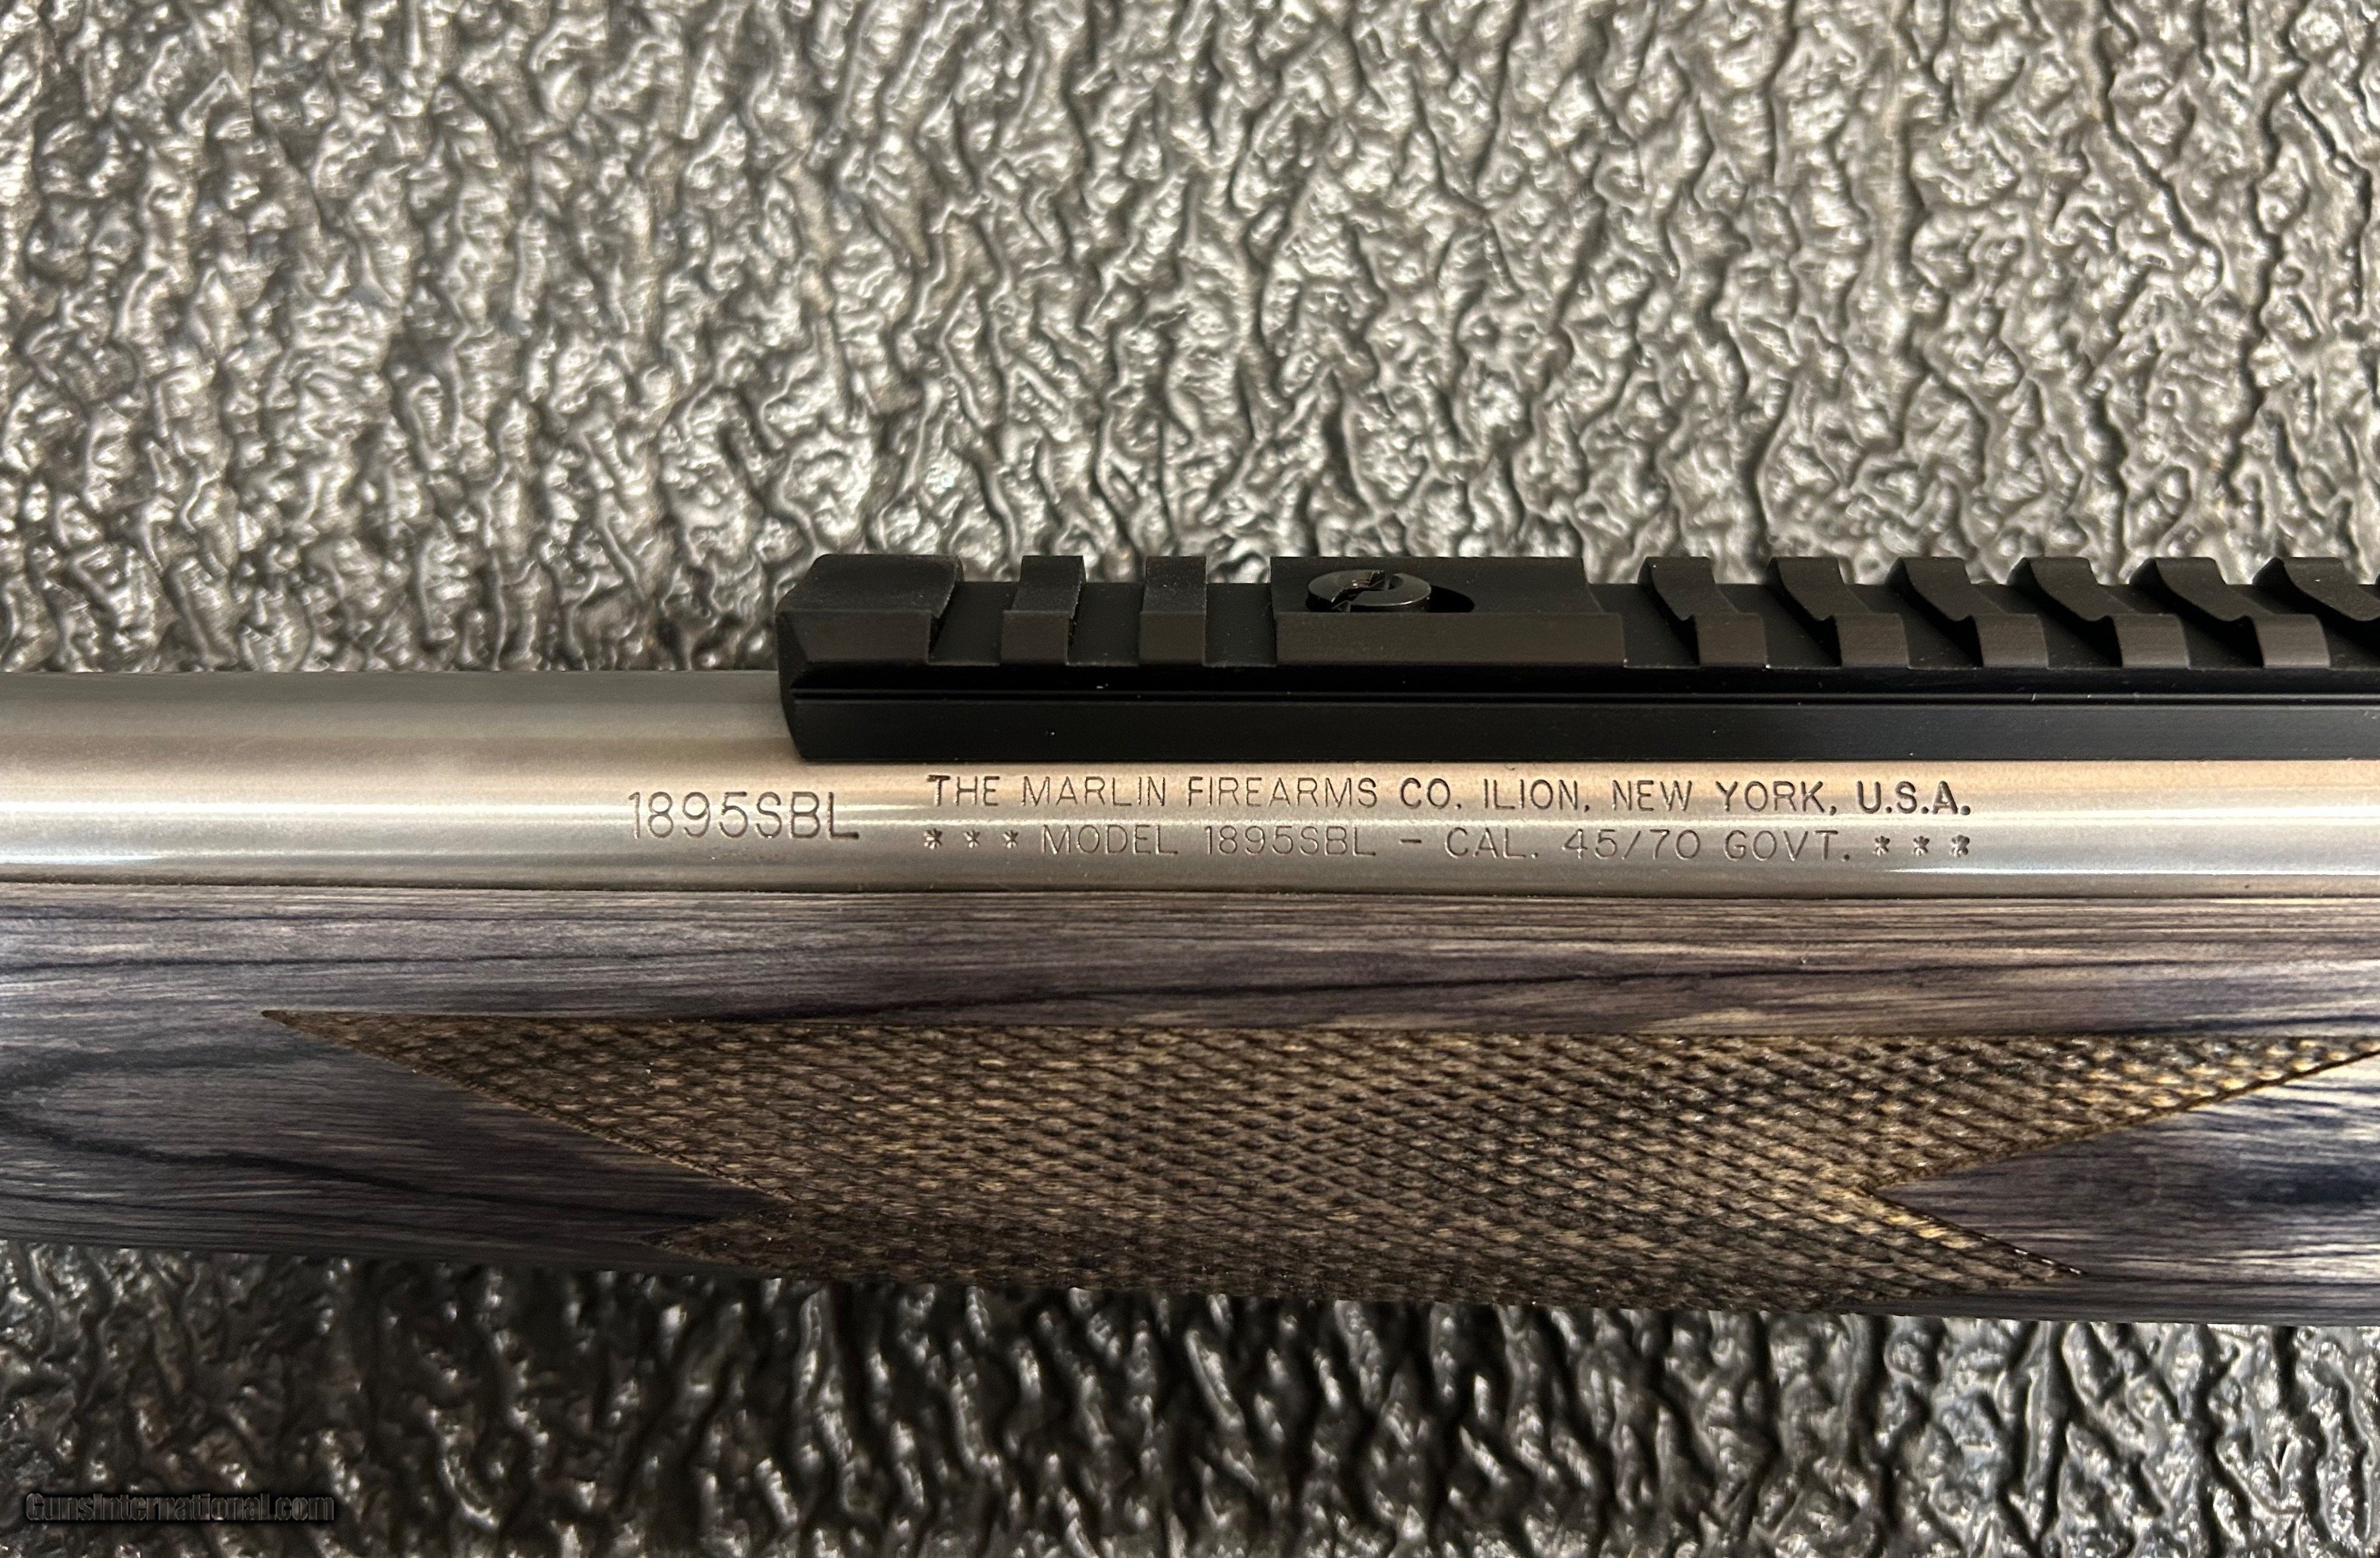 1895SBL
THE MARLIN FIREARMS CO. ILION, NEW YORK, U.S.A.
*** MODEL 1895SBL - CAL. 45/70 GOVT. ***
GunsInternational.com